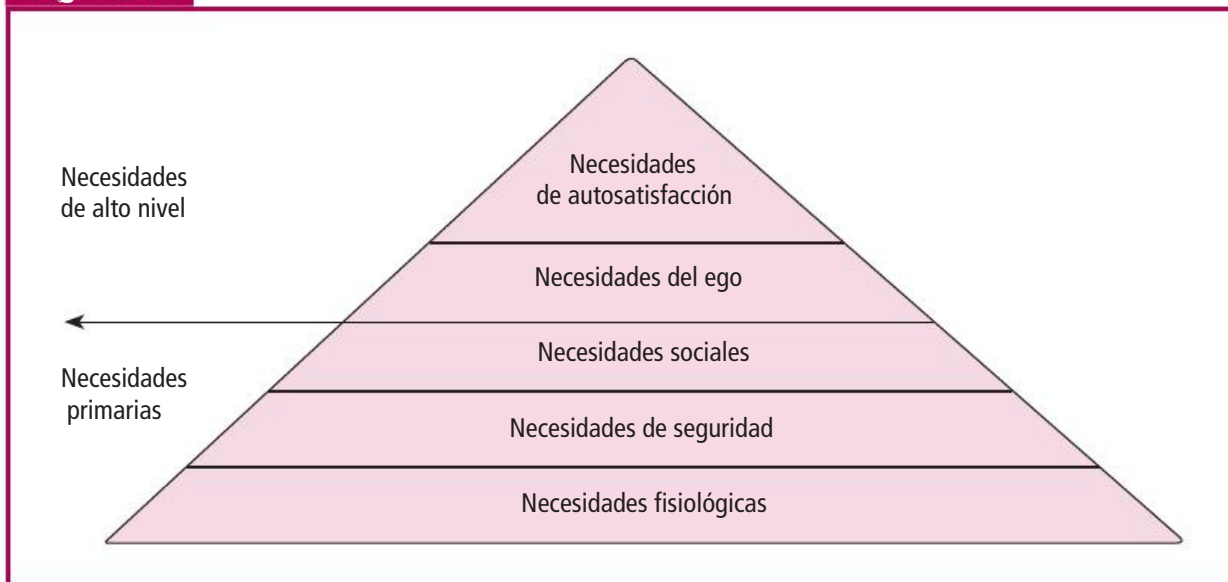 Necesidades
de autosatisfacción
Necesidades
de alto nivel
Necesidades del ego
Necesidades sociales
Necesidades
primarias
Necesidades de seguridad
Necesidades fisiológicas